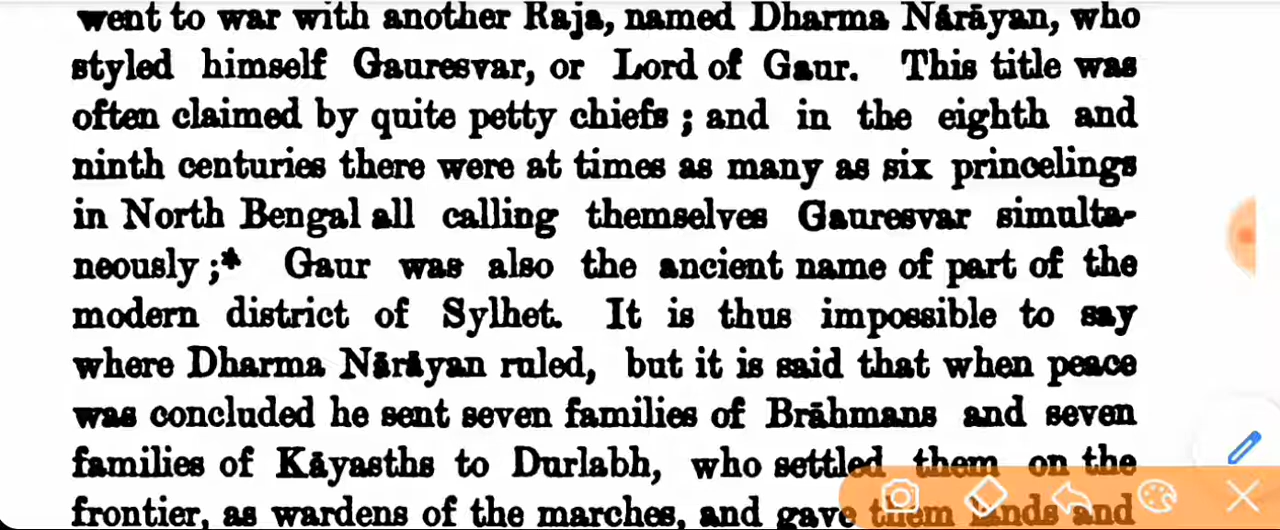 went to war with another Raja, named Dharma Nārāyan, who
styled himself Gauresvar, or Lord of Gaur. This title was
often claimed by quite petty chiefs ; and in the eighth and
ninth centuries there were at times as many as six princelings
in North Bengal all calling themselves Gauresvar simulta-
neously ;* Gaur was also the ancient name of part of the
modern district of Sylhet. It is thus impossible to say
where Dharma Nārāyan ruled, but it is said that when peace
was concluded he sent seven families of Brāhmans and seven
families of Kāyasths to Durlabh, who settled them on the
frontier, as wardens of the marches, and gave them lands and